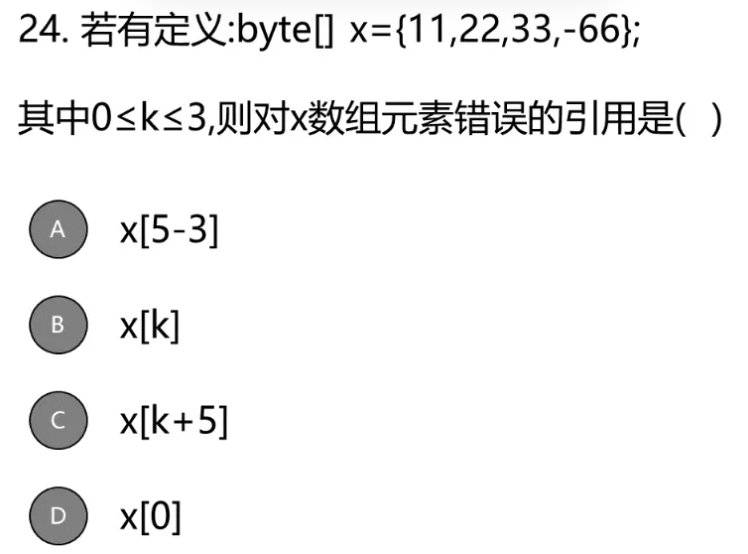 24. 若有定义:byte[] x={11,22,33,-66};
其中0≤k≤3,则对x数组元素错误的引用是( )
A x[5-3]
B x[k]
C x[k+5]
D x[0]